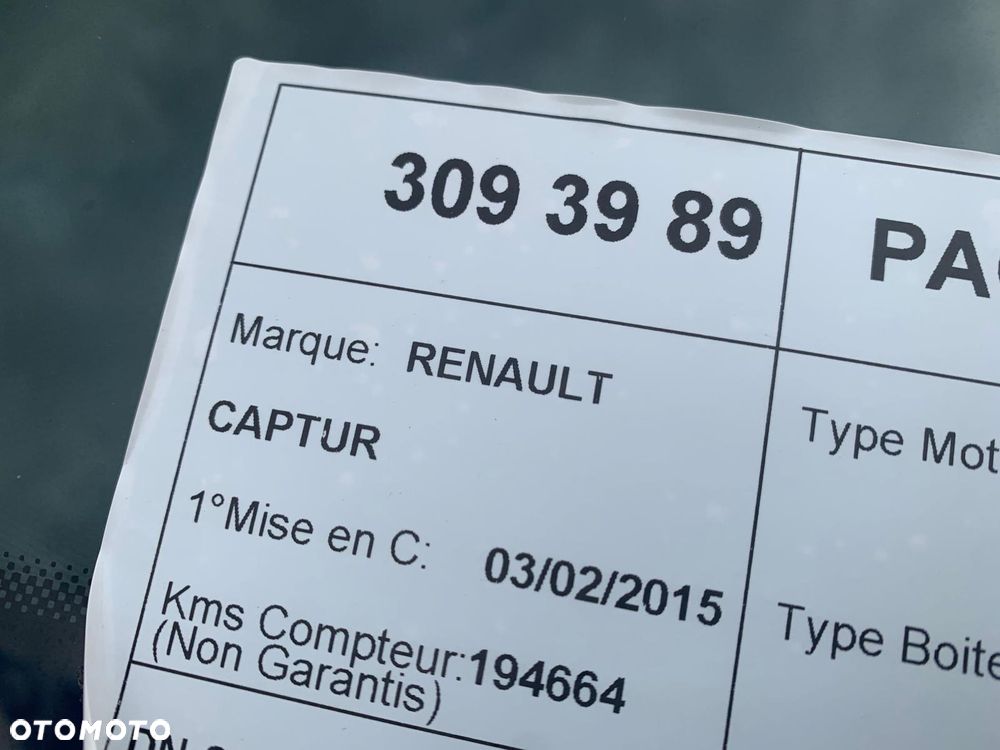 309 39 89
PA
Marque: RENAULT
CAPTUR
Type Mot
1°Mise en C: 03/02/2015
Type Boite
Kms Compteur:194664
(Non Garantis)
OTOMOTO